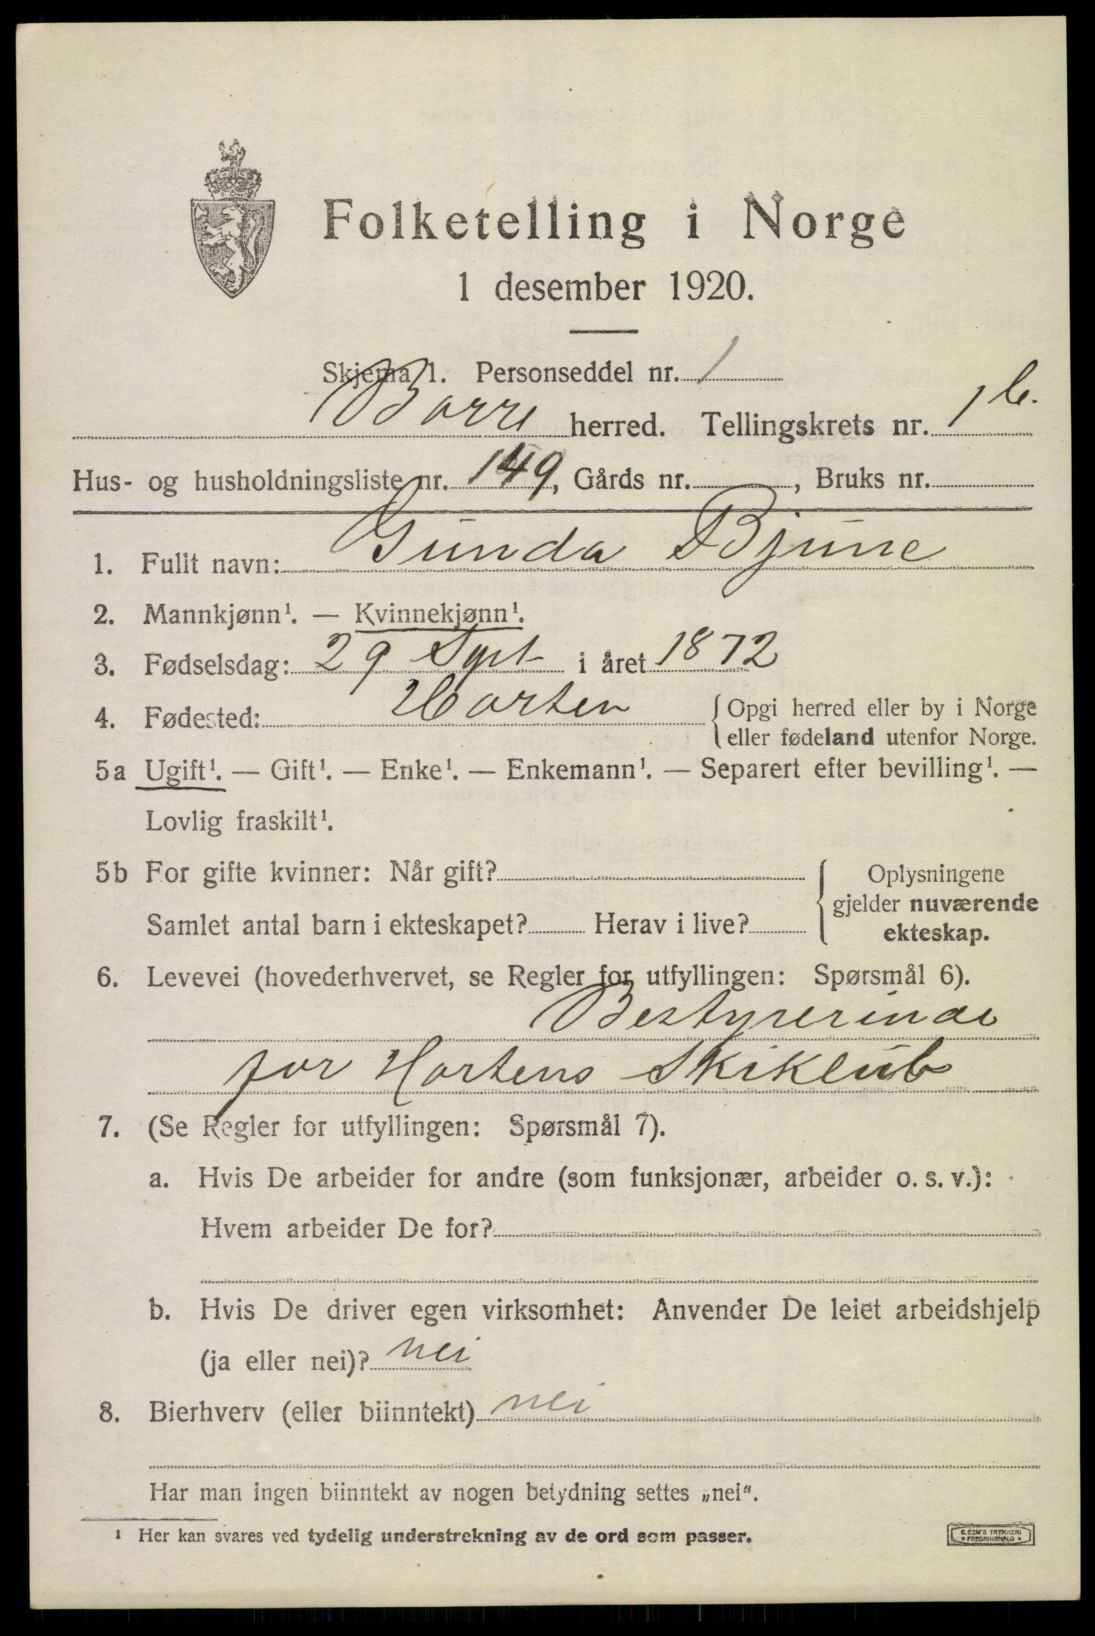 Folketelling i Norge
1 desember 1920.
Skjema 1. Personseddel nr. 1
Borre herred. Tellingskrets nr. 1 b.
Hus- og husholdningsliste nr. 149, Gårds nr. , Bruks nr.
1. Fullt navn: Gunda Bjune
2. Mannkjønn¹. — Kvinnekjønn¹.
3. Fødselsdag: 29 Sept i året 1872
4. Fødested: Horten { Opgi herred eller by i Norge
eller fødeland utenfor Norge.
5a Ugift¹. — Gift¹. — Enke¹. — Enkemann¹. — Separert efter bevilling¹. —
Lovlig fraskilt¹.
5b For gifte kvinner: Når gift? { Oplysningene
gjelder nuværende
Samlet antal barn i ekteskapet? Herav i live? ekteskap.
6. Levevei (hovederhvervet, se Regler for utfyllingen: Spørsmål 6).
Bestyrerinde
for Hortens Skiklub
7. (Se Regler for utfyllingen: Spørsmål 7).
a. Hvis De arbeider for andre (som funksjonær, arbeider o. s. v.):
Hvem arbeider De for?
b. Hvis De driver egen virksomhet: Anvender De leiet arbeidshjelp
(ja eller nei)? nei
8. Bierhverv (eller biinntekt) nei
Har man ingen biinntekt av nogen betydning settes „nei“.
¹ Her kan svares ved tydelig understrekning av de ord som passer.